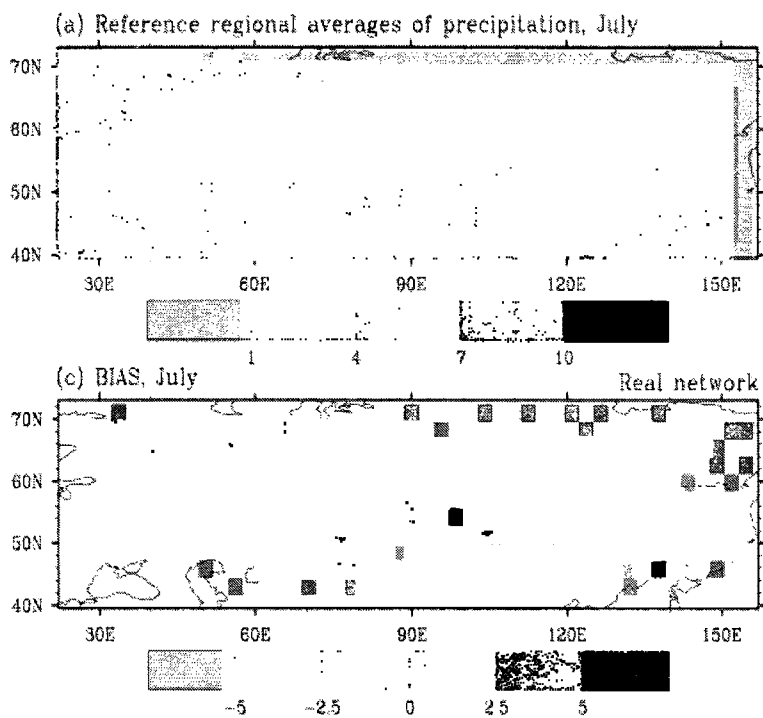 (a) Reference regional averages of precipitation, July
70N
60N
50N
40N
30E 60E 90E 120E 150E
1 4 7 10
(c) BIAS, July Real network
70N
60N
50N
40N
30E 60E 90E 120E 150E
-5 -2.5 0 2.5 5